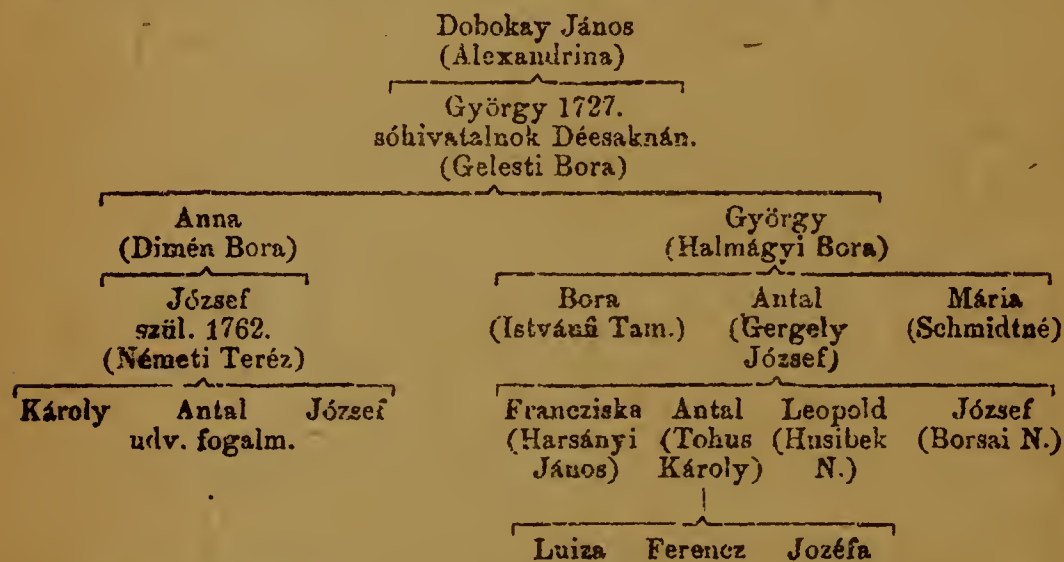 Dobokay János
(Alexandrina)
György 1727.
sóhivatalnok Déesaknán.
(Gelesti Bora)
Anna György
(Dimén Bora) (Halmágyi Bora)
József Bora Antal Mária
szül. 1762. (Istvánfi Tam.) (Gergely (Schmidtné)
(Németi Teréz) József)
Károly Antal József Francziska Antal Leopold József
udv. fogalm. (Harsányi (Tohus (Husibek (Borsai N.)
János) Károly) N.)
Luiza Ferencz Jozéfa